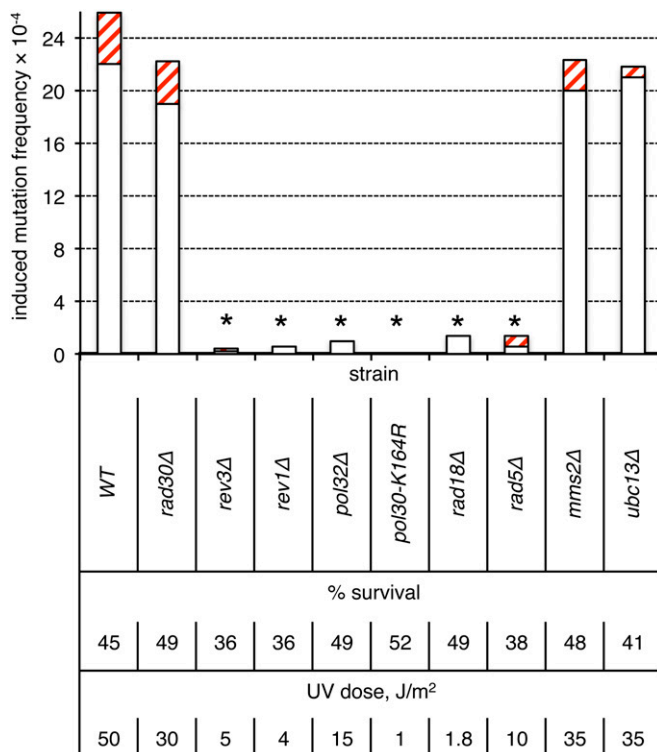 induced mutation frequency × 10⁻⁴
24
20
16
12
8
4
0
* * * * * *
strain
WT rad30Δ rev3Δ rev1Δ pol32Δ pol30-K164R rad18Δ rad5Δ mms2Δ ubc13Δ
% survival
45 49 36 36 49 52 49 38 48 41
UV dose, J/m²
50 30 5 4 15 1 1.8 10 35 35